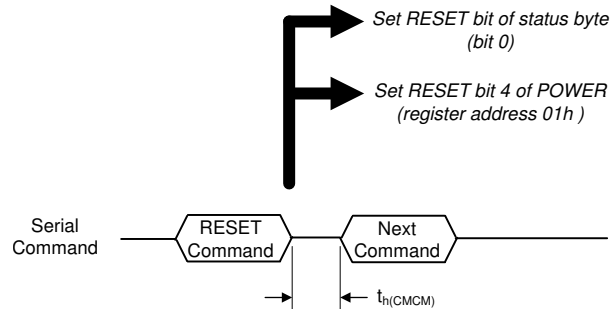 Set RESET bit of status byte
(bit 0)
Set RESET bit 4 of POWER
(register address 01h )
Serial
Command
RESET
Command
Next
Command
th(CMCM)